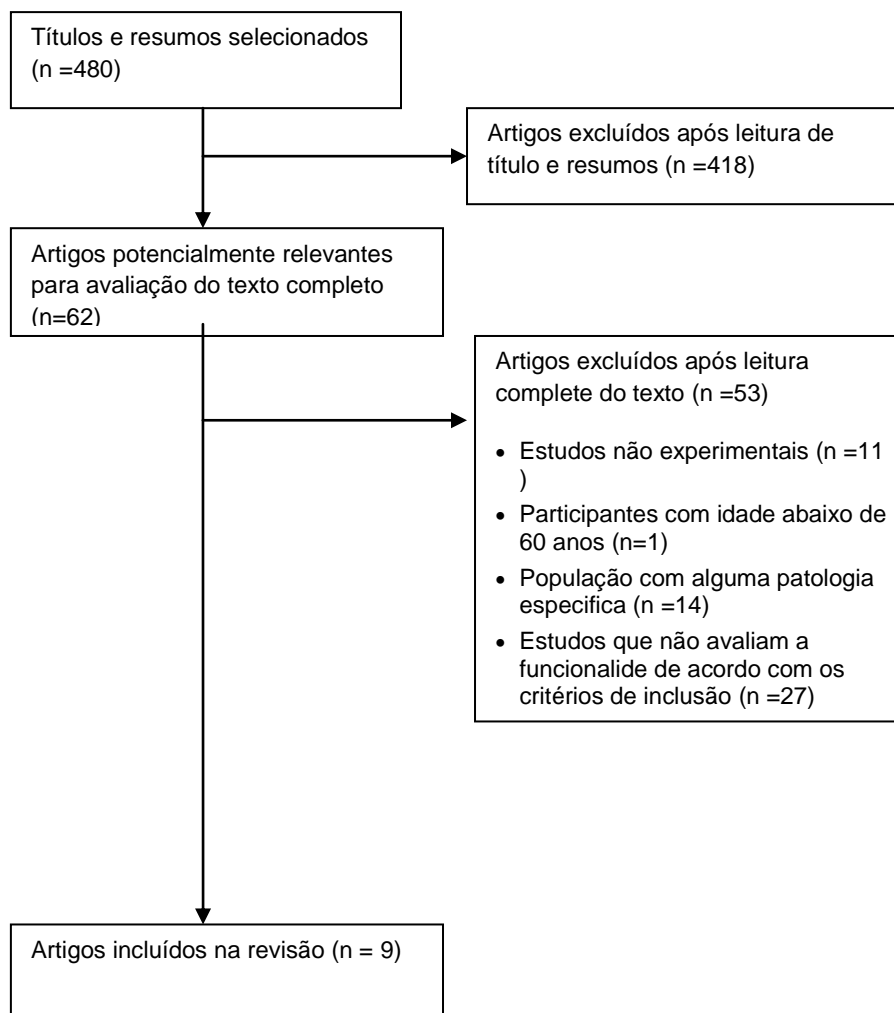 Títulos e resumos selecionados
(n =480)
Artigos excluídos após leitura de
título e resumos (n =418)
Artigos potencialmente relevantes
para avaliação do texto completo
(n=62)
Artigos excluídos após leitura
complete do texto (n =53)
• Estudos não experimentais (n =11
)
• Participantes com idade abaixo de
60 anos (n=1)
• População com alguma patologia
especifica (n =14)
• Estudos que não avaliam a
funcionalide de acordo com os
critérios de inclusão (n =27)
Artigos incluídos na revisão (n = 9)